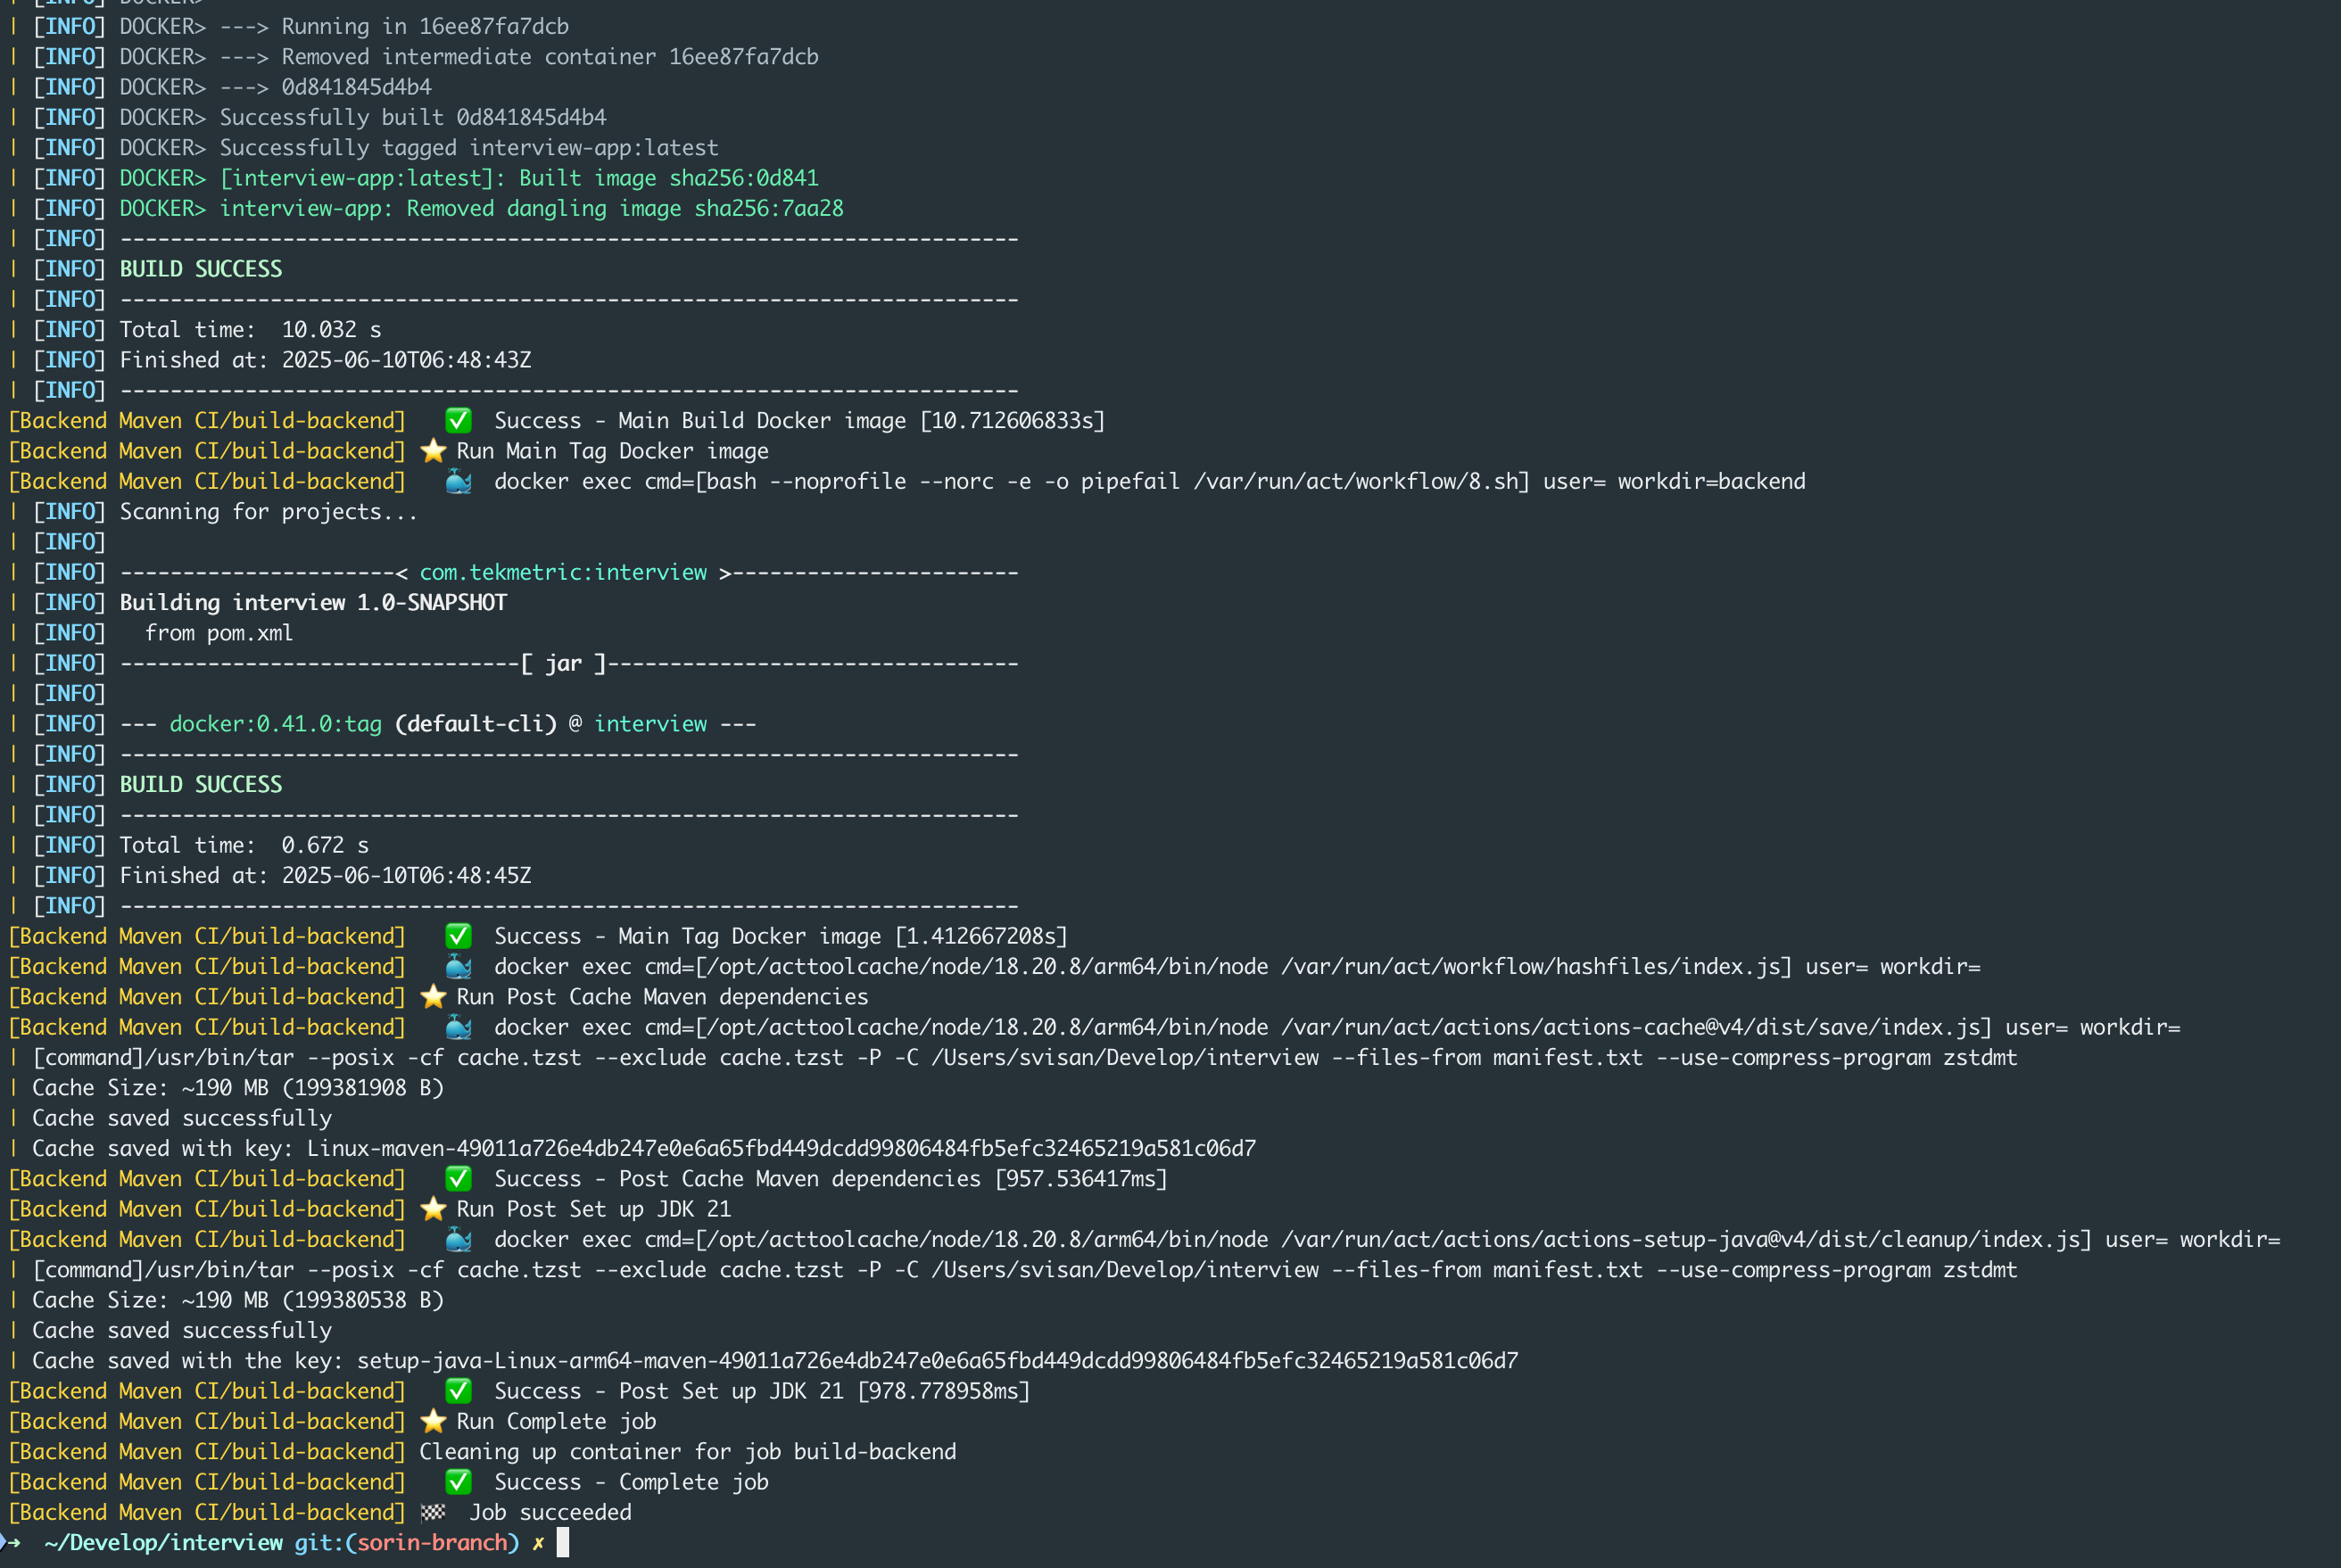 | [INFO] DOCKER>
| [INFO] DOCKER> ---> Running in 16ee87fa7dcb
| [INFO] DOCKER> ---> Removed intermediate container 16ee87fa7dcb
| [INFO] DOCKER> ---> 0d841845d4b4
| [INFO] DOCKER> Successfully built 0d841845d4b4
| [INFO] DOCKER> Successfully tagged interview-app:latest
| [INFO] DOCKER> [interview-app:latest]: Built image sha256:0d841
| [INFO] DOCKER> interview-app: Removed dangling image sha256:7aa28
| [INFO] ------------------------------------------------------------------------
| [INFO] BUILD SUCCESS
| [INFO] ------------------------------------------------------------------------
| [INFO] Total time:  10.032 s
| [INFO] Finished at: 2025-06-10T06:48:43Z
| [INFO] ------------------------------------------------------------------------
[Backend Maven CI/build-backend]   ✅  Success - Main Build Docker image [10.712606833s]
[Backend Maven CI/build-backend] ⭐ Run Main Tag Docker image
[Backend Maven CI/build-backend]   🐳  docker exec cmd=[bash --noprofile --norc -e -o pipefail /var/run/act/workflow/8.sh] user= workdir=backend
| [INFO] Scanning for projects...
| [INFO]
| [INFO] ----------------------< com.tekmetric:interview >-----------------------
| [INFO] Building interview 1.0-SNAPSHOT
| [INFO]   from pom.xml
| [INFO] --------------------------------[ jar ]---------------------------------
| [INFO]
| [INFO] --- docker:0.41.0:tag (default-cli) @ interview ---
| [INFO] ------------------------------------------------------------------------
| [INFO] BUILD SUCCESS
| [INFO] ------------------------------------------------------------------------
| [INFO] Total time:  0.672 s
| [INFO] Finished at: 2025-06-10T06:48:45Z
| [INFO] ------------------------------------------------------------------------
[Backend Maven CI/build-backend]   ✅  Success - Main Tag Docker image [1.412667208s]
[Backend Maven CI/build-backend]   🐳  docker exec cmd=[/opt/acttoolcache/node/18.20.8/arm64/bin/node /var/run/act/workflow/hashfiles/index.js] user= workdir=
[Backend Maven CI/build-backend] ⭐ Run Post Cache Maven dependencies
[Backend Maven CI/build-backend]   🐳  docker exec cmd=[/opt/acttoolcache/node/18.20.8/arm64/bin/node /var/run/act/actions/actions-cache@v4/dist/save/index.js] user= workdir=
| [command]/usr/bin/tar --posix -cf cache.tzst --exclude cache.tzst -P -C /Users/svisan/Develop/interview --files-from manifest.txt --use-compress-program zstdmt
| Cache Size: ~190 MB (199381908 B)
| Cache saved successfully
| Cache saved with key: Linux-maven-49011a726e4db247e0e6a65fbd449dcdd99806484fb5efc32465219a581c06d7
[Backend Maven CI/build-backend]   ✅  Success - Post Cache Maven dependencies [957.536417ms]
[Backend Maven CI/build-backend] ⭐ Run Post Set up JDK 21
[Backend Maven CI/build-backend]   🐳  docker exec cmd=[/opt/acttoolcache/node/18.20.8/arm64/bin/node /var/run/act/actions/actions-setup-java@v4/dist/cleanup/index.js] user= workdir=
| [command]/usr/bin/tar --posix -cf cache.tzst --exclude cache.tzst -P -C /Users/svisan/Develop/interview --files-from manifest.txt --use-compress-program zstdmt
| Cache Size: ~190 MB (199380538 B)
| Cache saved successfully
| Cache saved with the key: setup-java-Linux-arm64-maven-49011a726e4db247e0e6a65fbd449dcdd99806484fb5efc32465219a581c06d7
[Backend Maven CI/build-backend]   ✅  Success - Post Set up JDK 21 [978.778958ms]
[Backend Maven CI/build-backend] ⭐ Run Complete job
[Backend Maven CI/build-backend] Cleaning up container for job build-backend
[Backend Maven CI/build-backend]   ✅  Success - Complete job
[Backend Maven CI/build-backend] 🏁  Job succeeded
➜  ~/Develop/interview git:(sorin-branch) ✗